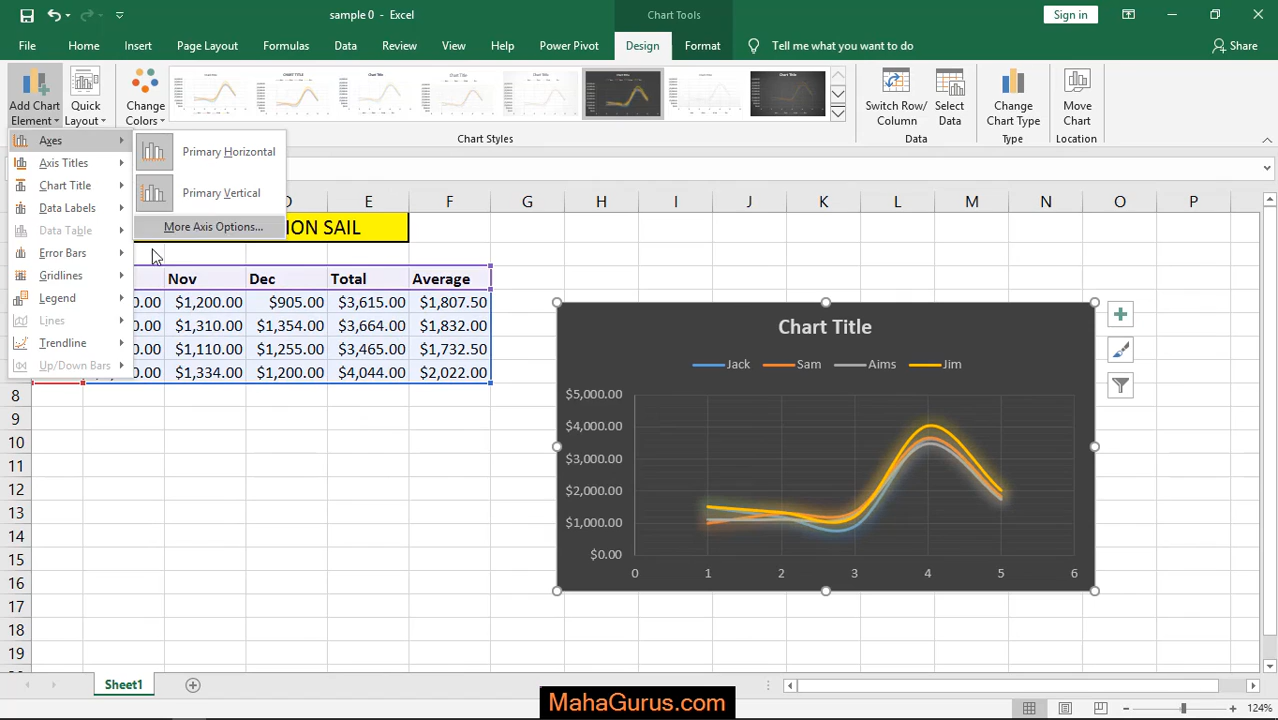 sample 0 - Excel
Chart Tools
Sign in
File Home Insert Page Layout Formulas Data Review View Help Power Pivot Design Format Tell me what you want to do Share
Add Chart Element
Quick Layout
Change Colors
Switch Row/ Column
Select Data
Change Chart Type
Move Chart
Chart Styles
Data
Type
Location
Axes
Axis Titles
Chart Title
Data Labels
Data Table
Error Bars
Gridlines
Legend
Lines
Trendline
Up/Down Bars
Primary Horizontal
Primary Vertical
More Axis Options...
E F G H I J K L M N O P
ION SAIL
Nov Dec Total Average
0.00 $1,200.00 $905.00 $3,615.00 $1,807.50
0.00 $1,310.00 $1,354.00 $3,664.00 $1,832.00
0.00 $1,110.00 $1,255.00 $3,465.00 $1,732.50
0.00 $1,334.00 $1,200.00 $4,044.00 $2,022.00
8
9
10
11
12
13
14
15
16
17
18
19
Chart Title
Jack Sam Aims Jim
$5,000.00
$4,000.00
$3,000.00
$2,000.00
$1,000.00
$0.00
0 1 2 3 4 5 6
Sheet1
MahaGurus.com
124%